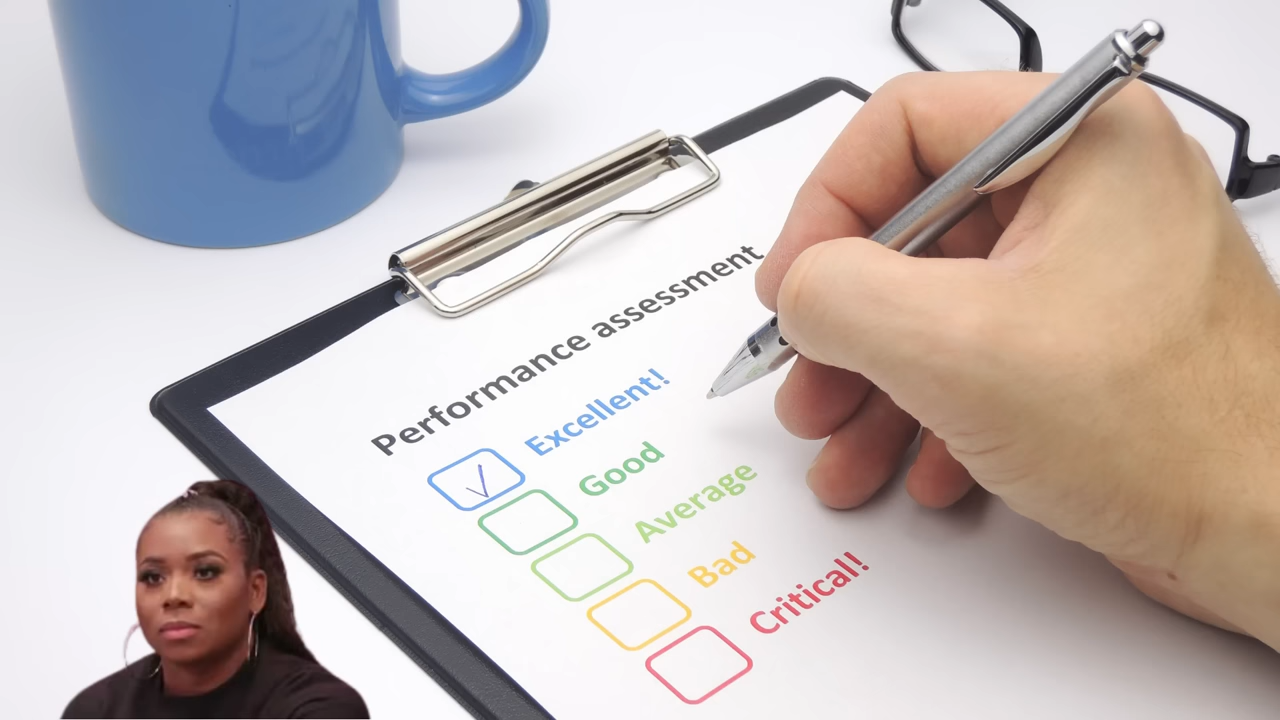 Performance assessment
Excellent!
Good
Average
Bad
Critical!